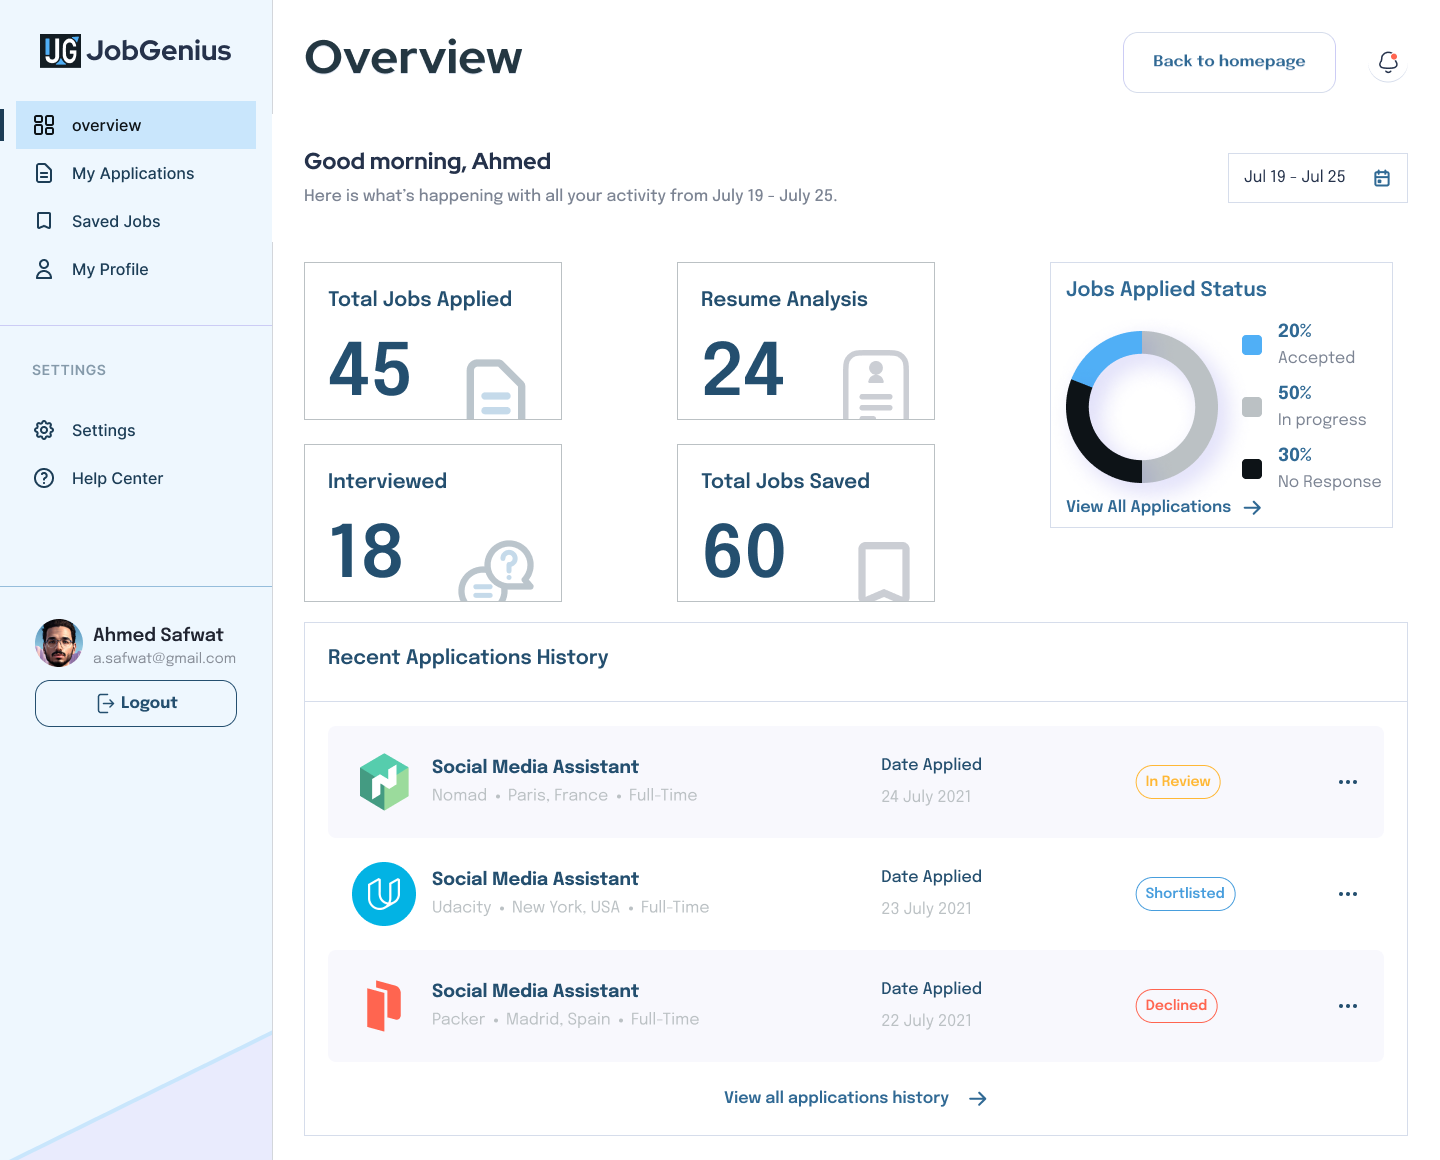 JG JobGenius
overview
My Applications
Saved Jobs
My Profile
SETTINGS
Settings
Help Center
Ahmed Safwat
a.safwat@gmail.com
Logout
Overview
Back to homepage
Good morning, Ahmed
Here is what's happening with all your activity from July 19 - July 25.
Jul 19 - Jul 25
Total Jobs Applied
45
Resume Analysis
24
Interviewed
18
?
Total Jobs Saved
60
Jobs Applied Status
20%
Accepted
50%
In progress
30%
No Response
View All Applications
Recent Applications History
Social Media Assistant
Nomad • Paris, France • Full-Time
Date Applied
24 July 2021
In Review
Social Media Assistant
Udacity • New York, USA • Full-Time
Date Applied
23 July 2021
Shortlisted
Social Media Assistant
Packer • Madrid, Spain • Full-Time
Date Applied
22 July 2021
Declined
View all applications history